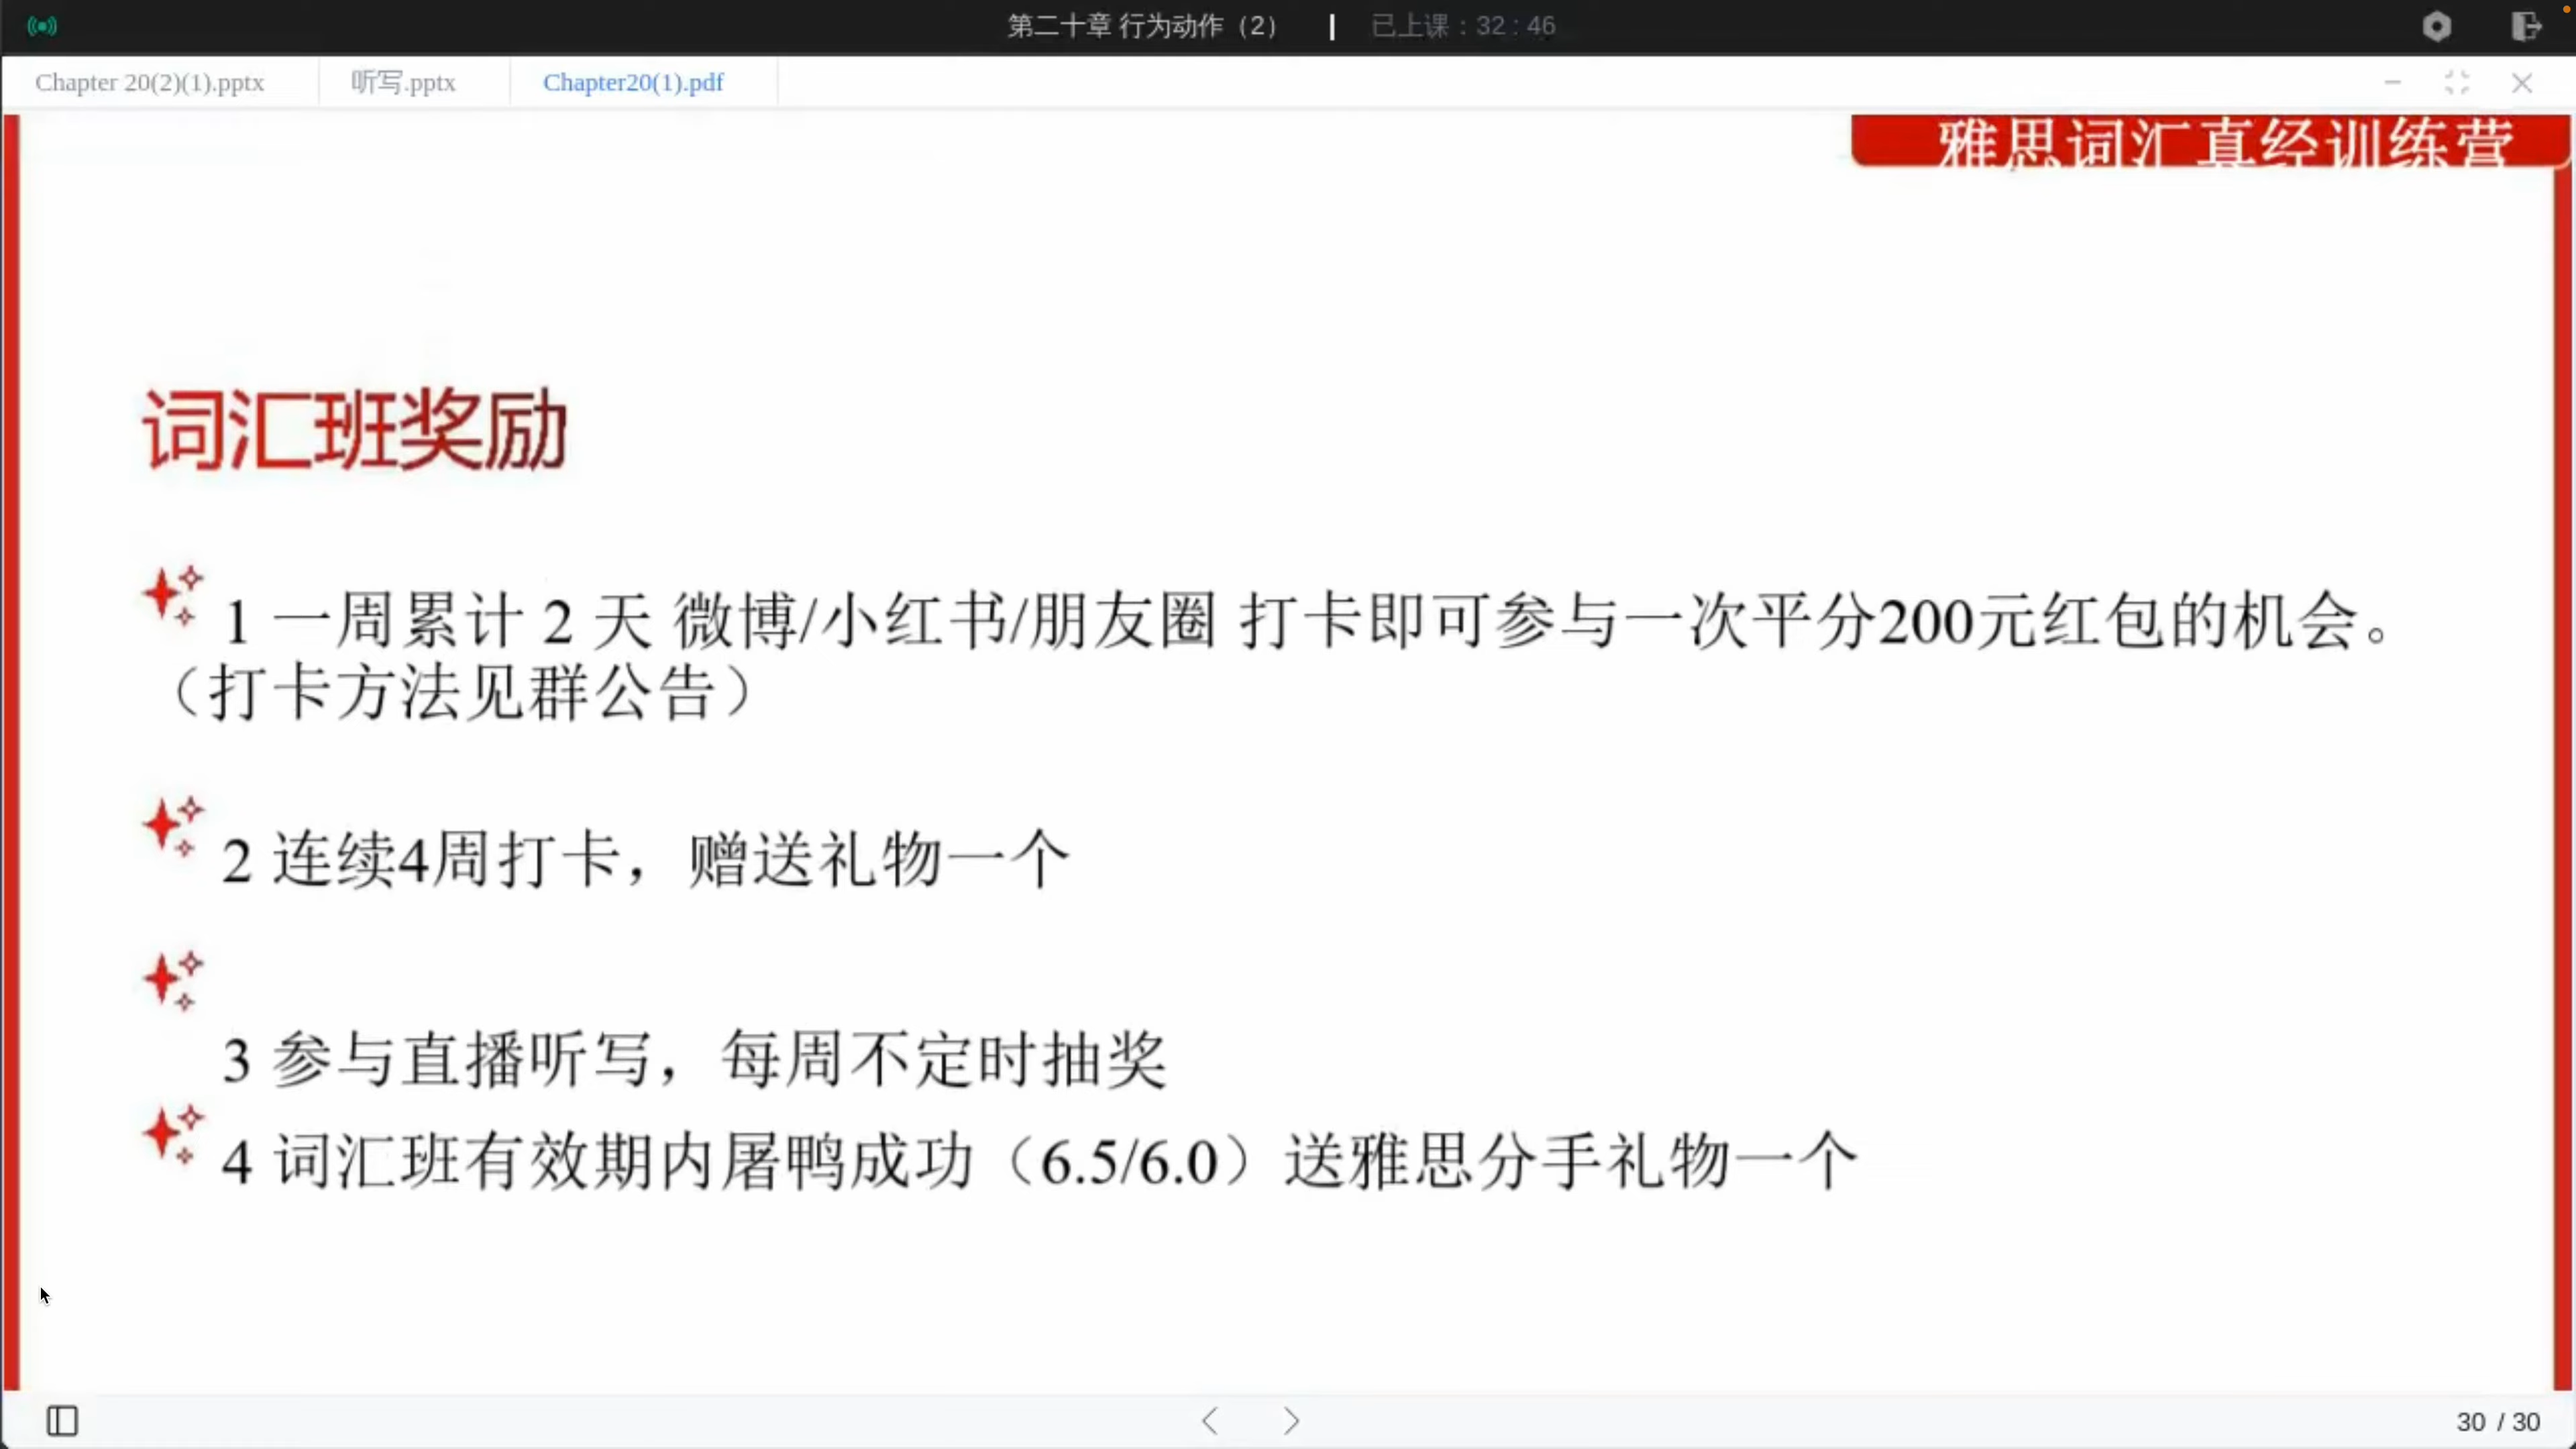 第二十章 行为动作（2） | 已上课：32：46
Chapter 20(2)(1).pptx
听写.pptx
Chapter20(1).pdf
雅思词汇真经训练营
词汇班奖励
1 一周累计 2 天 微博/小红书/朋友圈 打卡即可参与一次平分200元红包的机会。
（打卡方法见群公告）
2 连续4周打卡，赠送礼物一个
3 参与直播听写，每周不定时抽奖
4 词汇班有效期内屠鸭成功（6.5/6.0）送雅思分手礼物一个
30 / 30